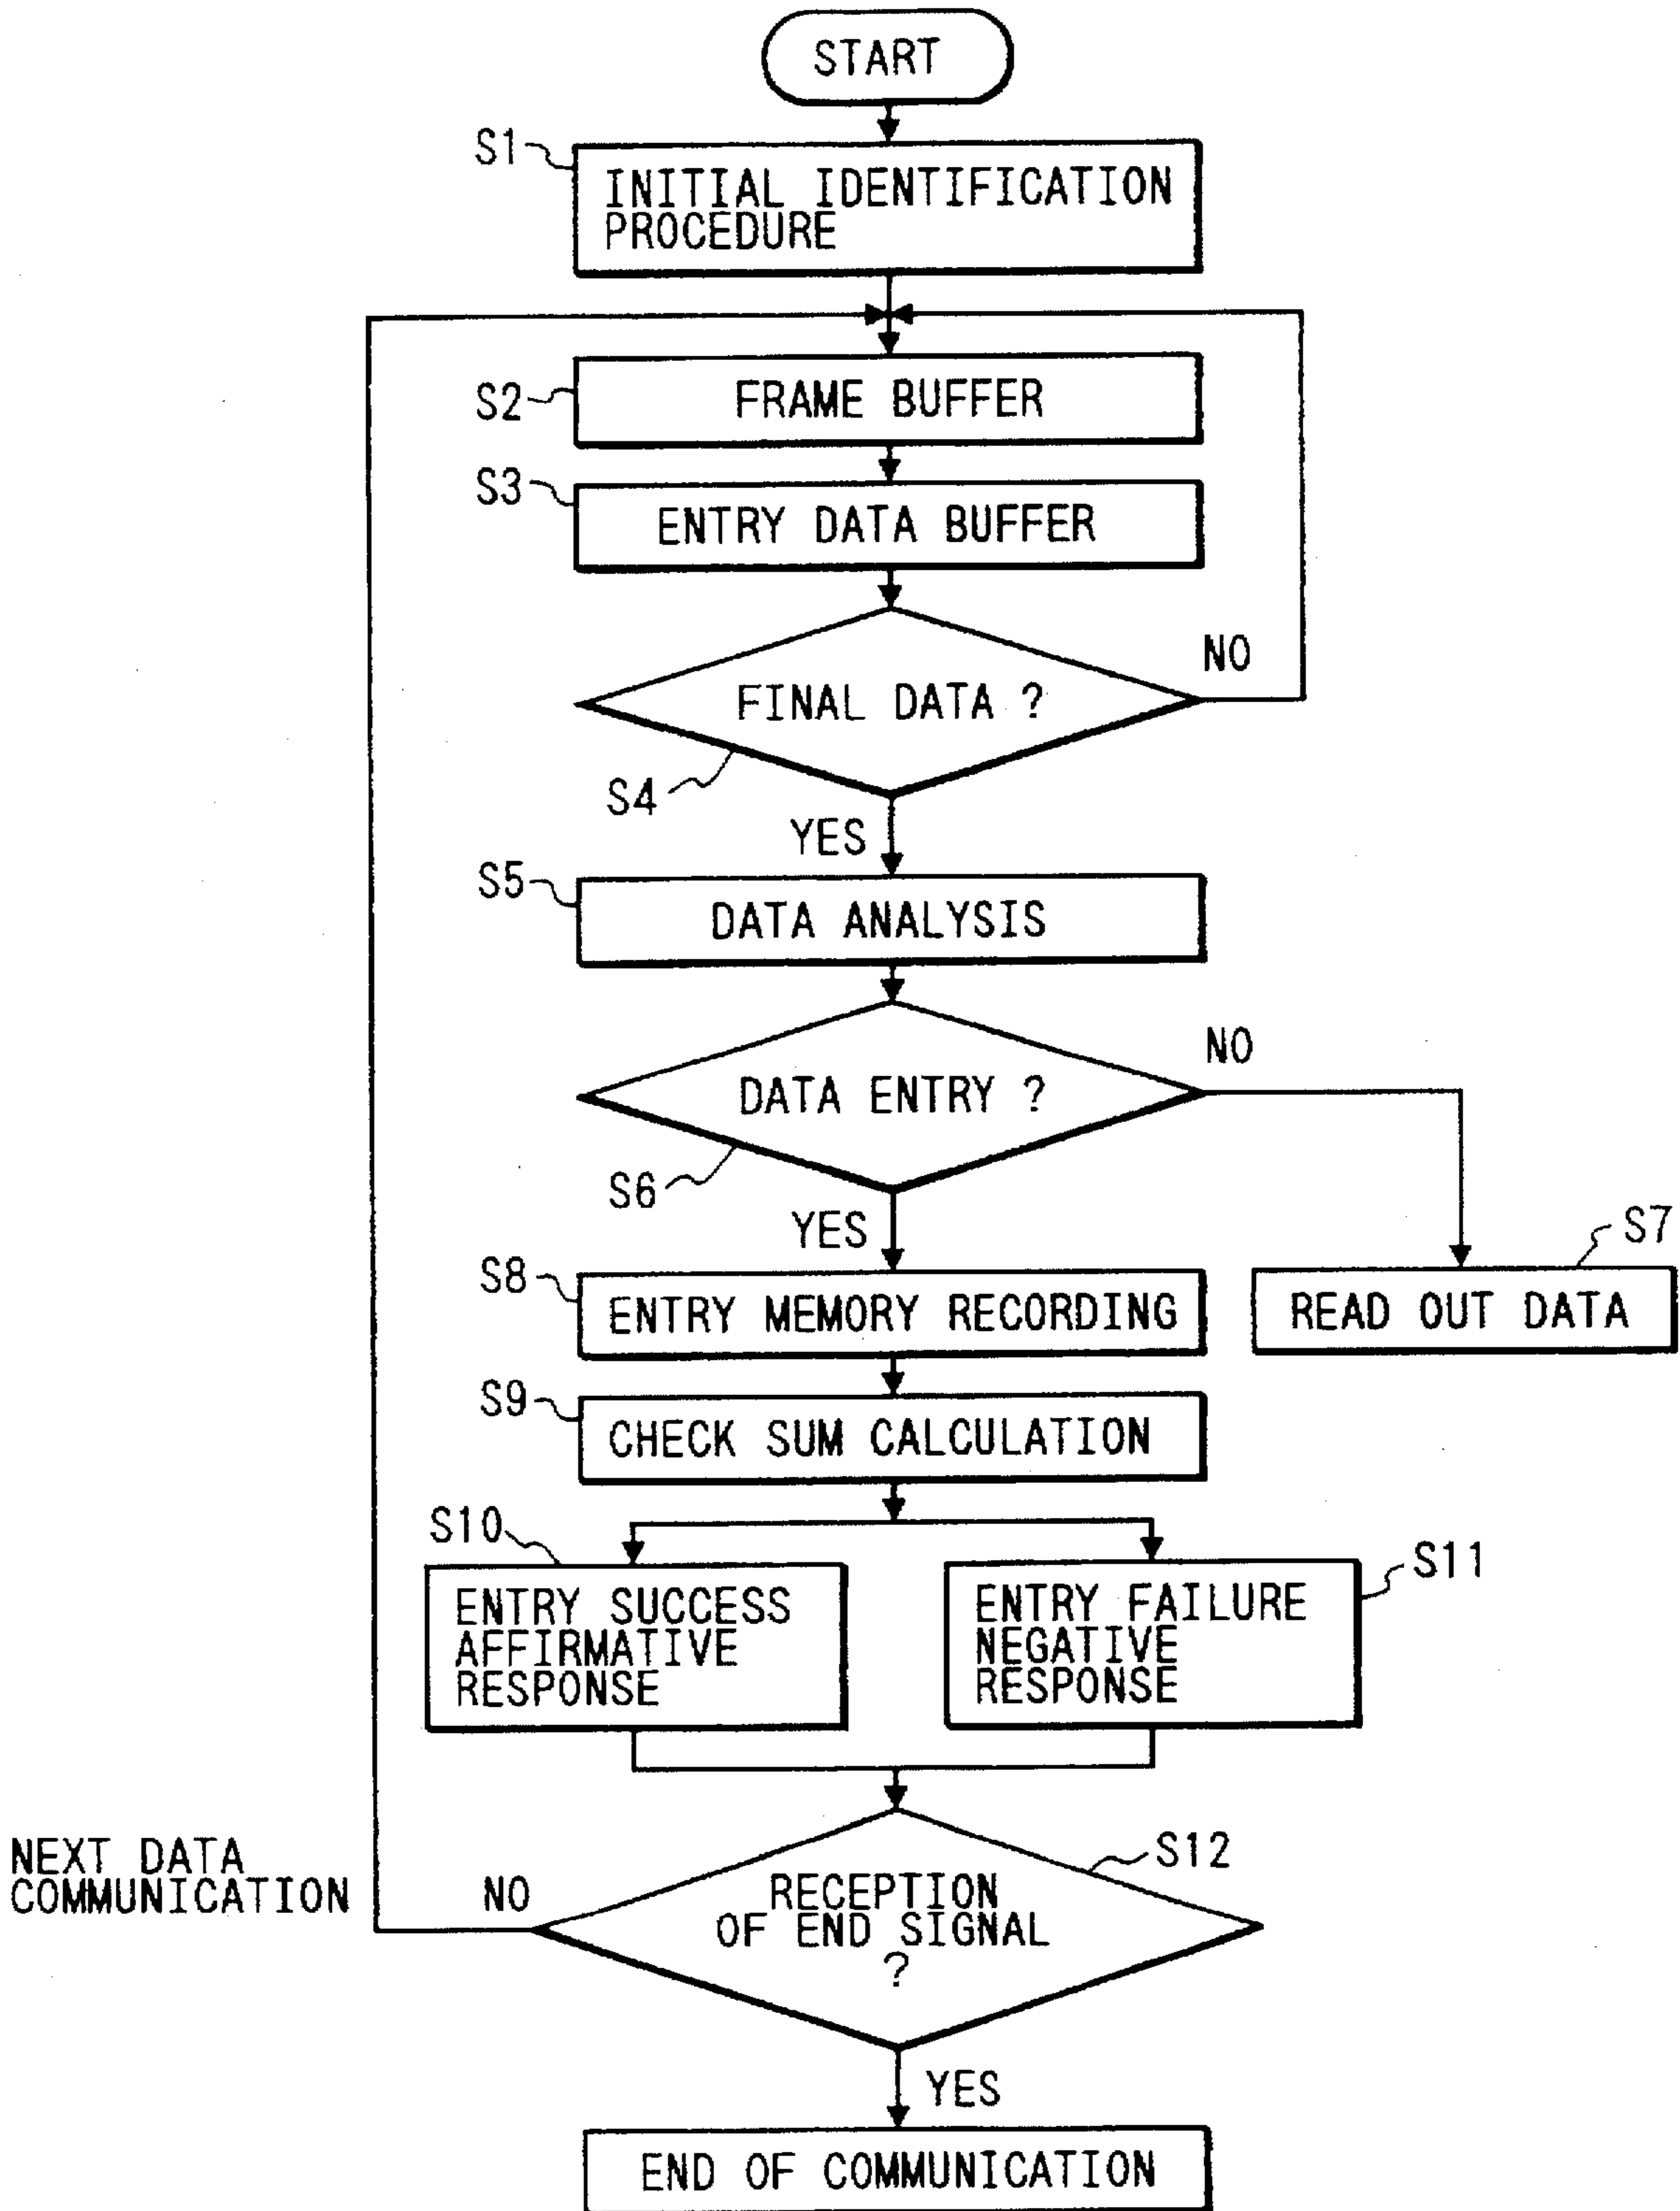 START
S1
INITIAL IDENTIFICATION
PROCEDURE
S2
FRAME BUFFER
S3
ENTRY DATA BUFFER
FINAL DATA ?
NO
S4
YES
S5
DATA ANALYSIS
DATA ENTRY ?
NO
S6
YES
S7
READ OUT DATA
S8
ENTRY MEMORY RECORDING
S9
CHECK SUM CALCULATION
S10
ENTRY SUCCESS
AFFIRMATIVE
RESPONSE
S11
ENTRY FAILURE
NEGATIVE
RESPONSE
S12
RECEPTION
OF END SIGNAL
?
NO
NEXT DATA
COMMUNICATION
YES
END OF COMMUNICATION